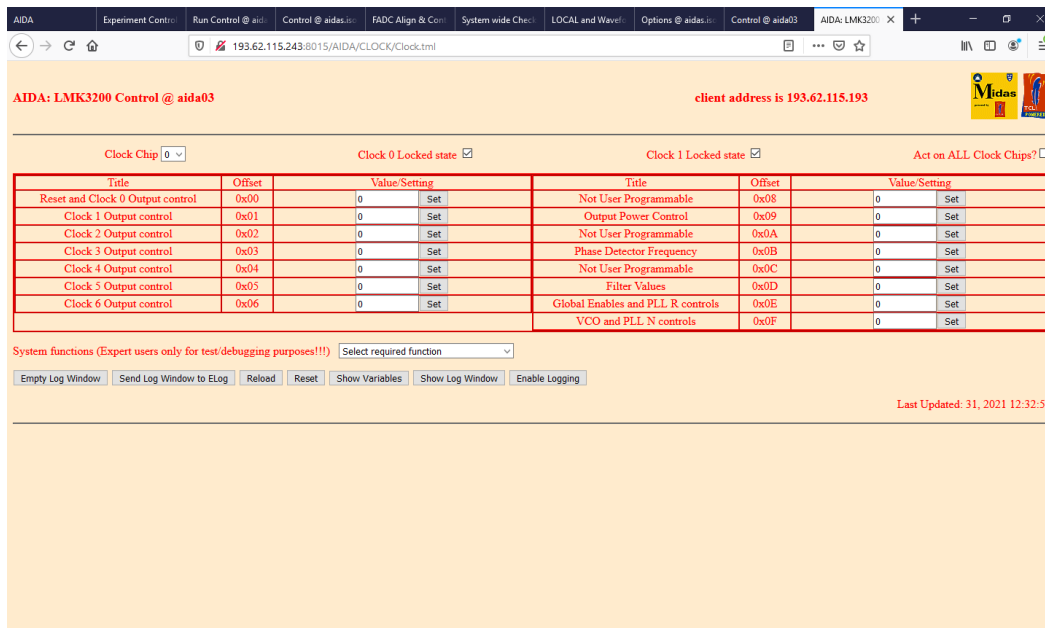 AIDA
Experiment Control
Run Control @ aida
Control @ aidas.iso
FADC Align & Cont
System wide Check
LOCAL and Wavefo
Options @ aidas.iso
Control @ aida03
AIDA: LMK3200
193.62.115.243:8015/AIDA/CLOCK/Clock.tml
AIDA: LMK3200 Control @ aida03
client address is 193.62.115.193
Midas
TCL
POWERED
Clock Chip 0
Clock 0 Locked state
Clock 1 Locked state
Act on ALL Clock Chips?
Title Offset Value/Setting Title Offset Value/Setting
Reset and Clock 0 Output control 0x00 0 Set Not User Programmable 0x08 0 Set
Clock 1 Output control 0x01 0 Set Output Power Control 0x09 0 Set
Clock 2 Output control 0x02 0 Set Not User Programmable 0x0A 0 Set
Clock 3 Output control 0x03 0 Set Phase Detector Frequency 0x0B 0 Set
Clock 4 Output control 0x04 0 Set Not User Programmable 0x0C 0 Set
Clock 5 Output control 0x05 0 Set Filter Values 0x0D 0 Set
Clock 6 Output control 0x06 0 Set Global Enables and PLL R controls 0x0E 0 Set
VCO and PLL N controls 0x0F 0 Set
System functions (Expert users only for test/debugging purposes!!!) Select required function
Empty Log Window Send Log Window to ELog Reload Reset Show Variables Show Log Window Enable Logging
Last Updated: 31, 2021 12:32:5